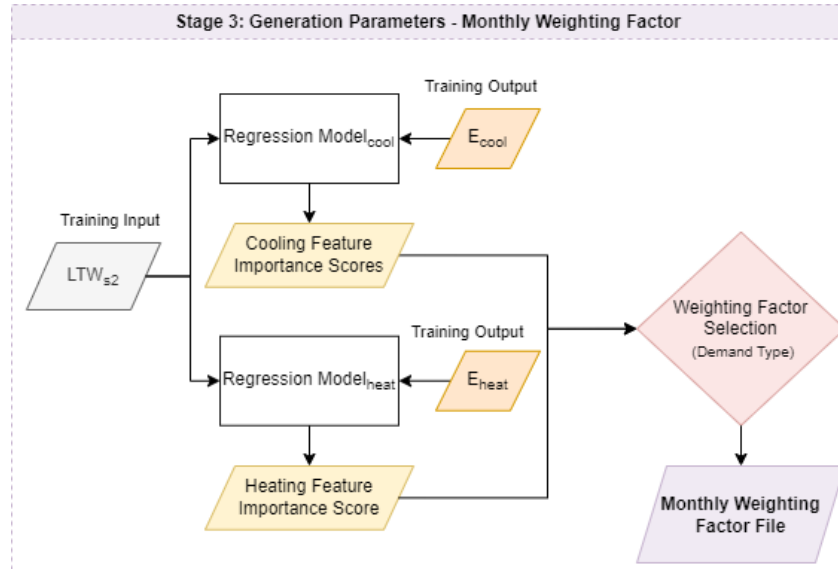 Stage 3: Generation Parameters - Monthly Weighting Factor
Training Output
Regression Model_cool
E_cool
Training Input
LTW_s2
Cooling Feature
Importance Scores
Weighting Factor
Selection
(Demand Type)
Training Output
Regression Model_heat
E_heat
Heating Feature
Importance Score
Monthly Weighting
Factor File